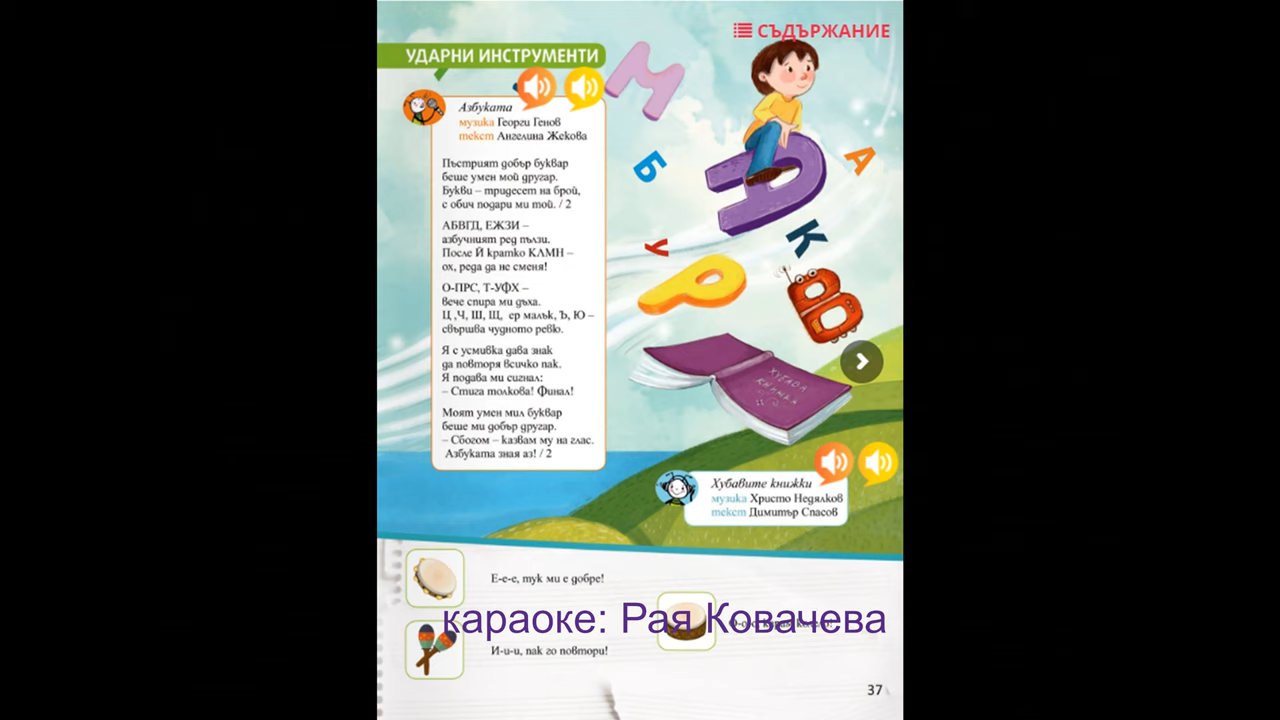 СЪДЪРЖАНИЕ
УДАРНИ ИНСТРУМЕНТИ
Азбуката
музика Георги Генов
текст Ангелина Жекова
Пъстрият добър буквар
беше умен мой другар.
Букви – тридесет на брой,
с обич подари ми той. / 2
АБВГД, ЕЖЗИ –
азбучният ред пълзи.
После Й кратко КЛМН –
ох, реда да не сменя!
О-ПРС, Т-УФХ –
вече спира ми дъха.
Ц ,Ч, Ш, Щ, ер малък, Ъ, Ю –
свършва чудното ревю.
Я с усмивка дава знак
да повторя всичко пак.
Я подава ми сигнал:
– Стига толкова! Финал!
Моят умен мил буквар
беше ми добър другар.
– Сбогом – казвам му на глас.
Азбуката зная аз! / 2
М
Б
А
К
У
Р
В
ХУБАВА
КНИЖКА
Хубавите книжки
музика Христо Недялков
текст Димитър Спасов
Е-е-е, тук ми е добре!
караоке: Рая Ковачева
И-и-и, пак го повтори!
37